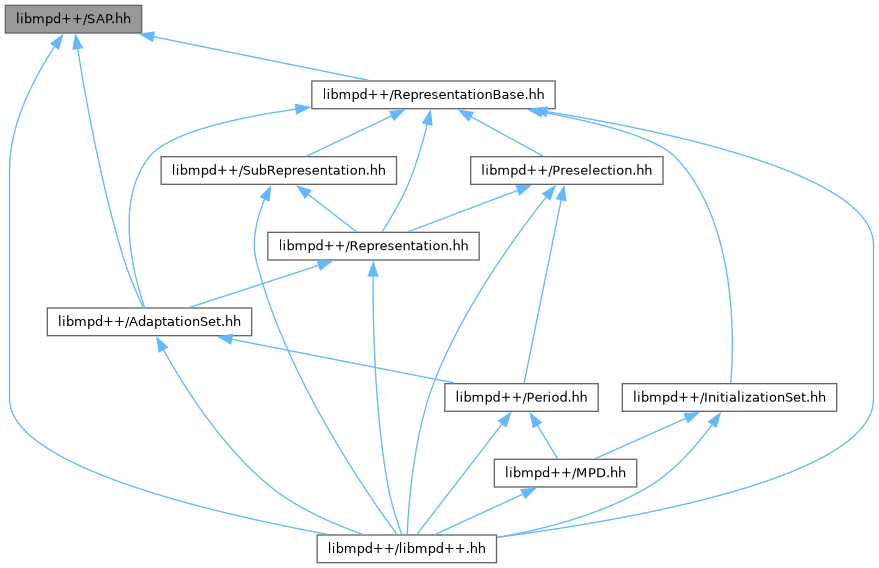 libmpd++/SAP.hh
libmpd++/RepresentationBase.hh
libmpd++/SubRepresentation.hh
libmpd++/Preselection.hh
libmpd++/Representation.hh
libmpd++/AdaptationSet.hh
libmpd++/Period.hh
libmpd++/InitializationSet.hh
libmpd++/MPD.hh
libmpd++/libmpd++.hh